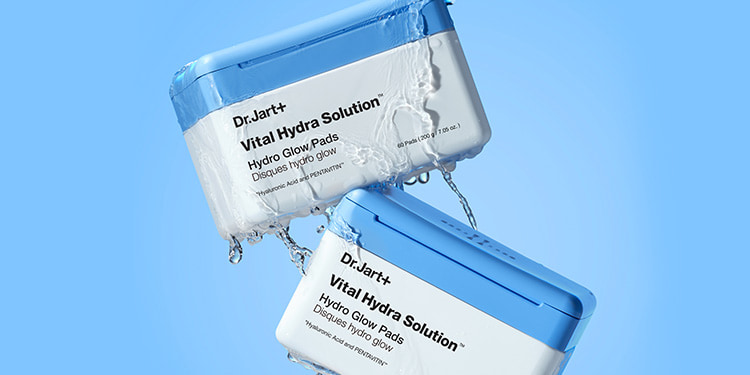 Dr.Jart+
Vital Hydra Solution™
Hydro Glow Pads
Disques hydro glow
*Hyaluronic Acid and PENTAVITIN™
60 Pads ( 200 g / 7.05 oz. )
Dr.Jart+
Vital Hydra Solution™
Hydro Glow Pads
Disques hydro glow
*Hyaluronic Acid and PENTAVITIN™